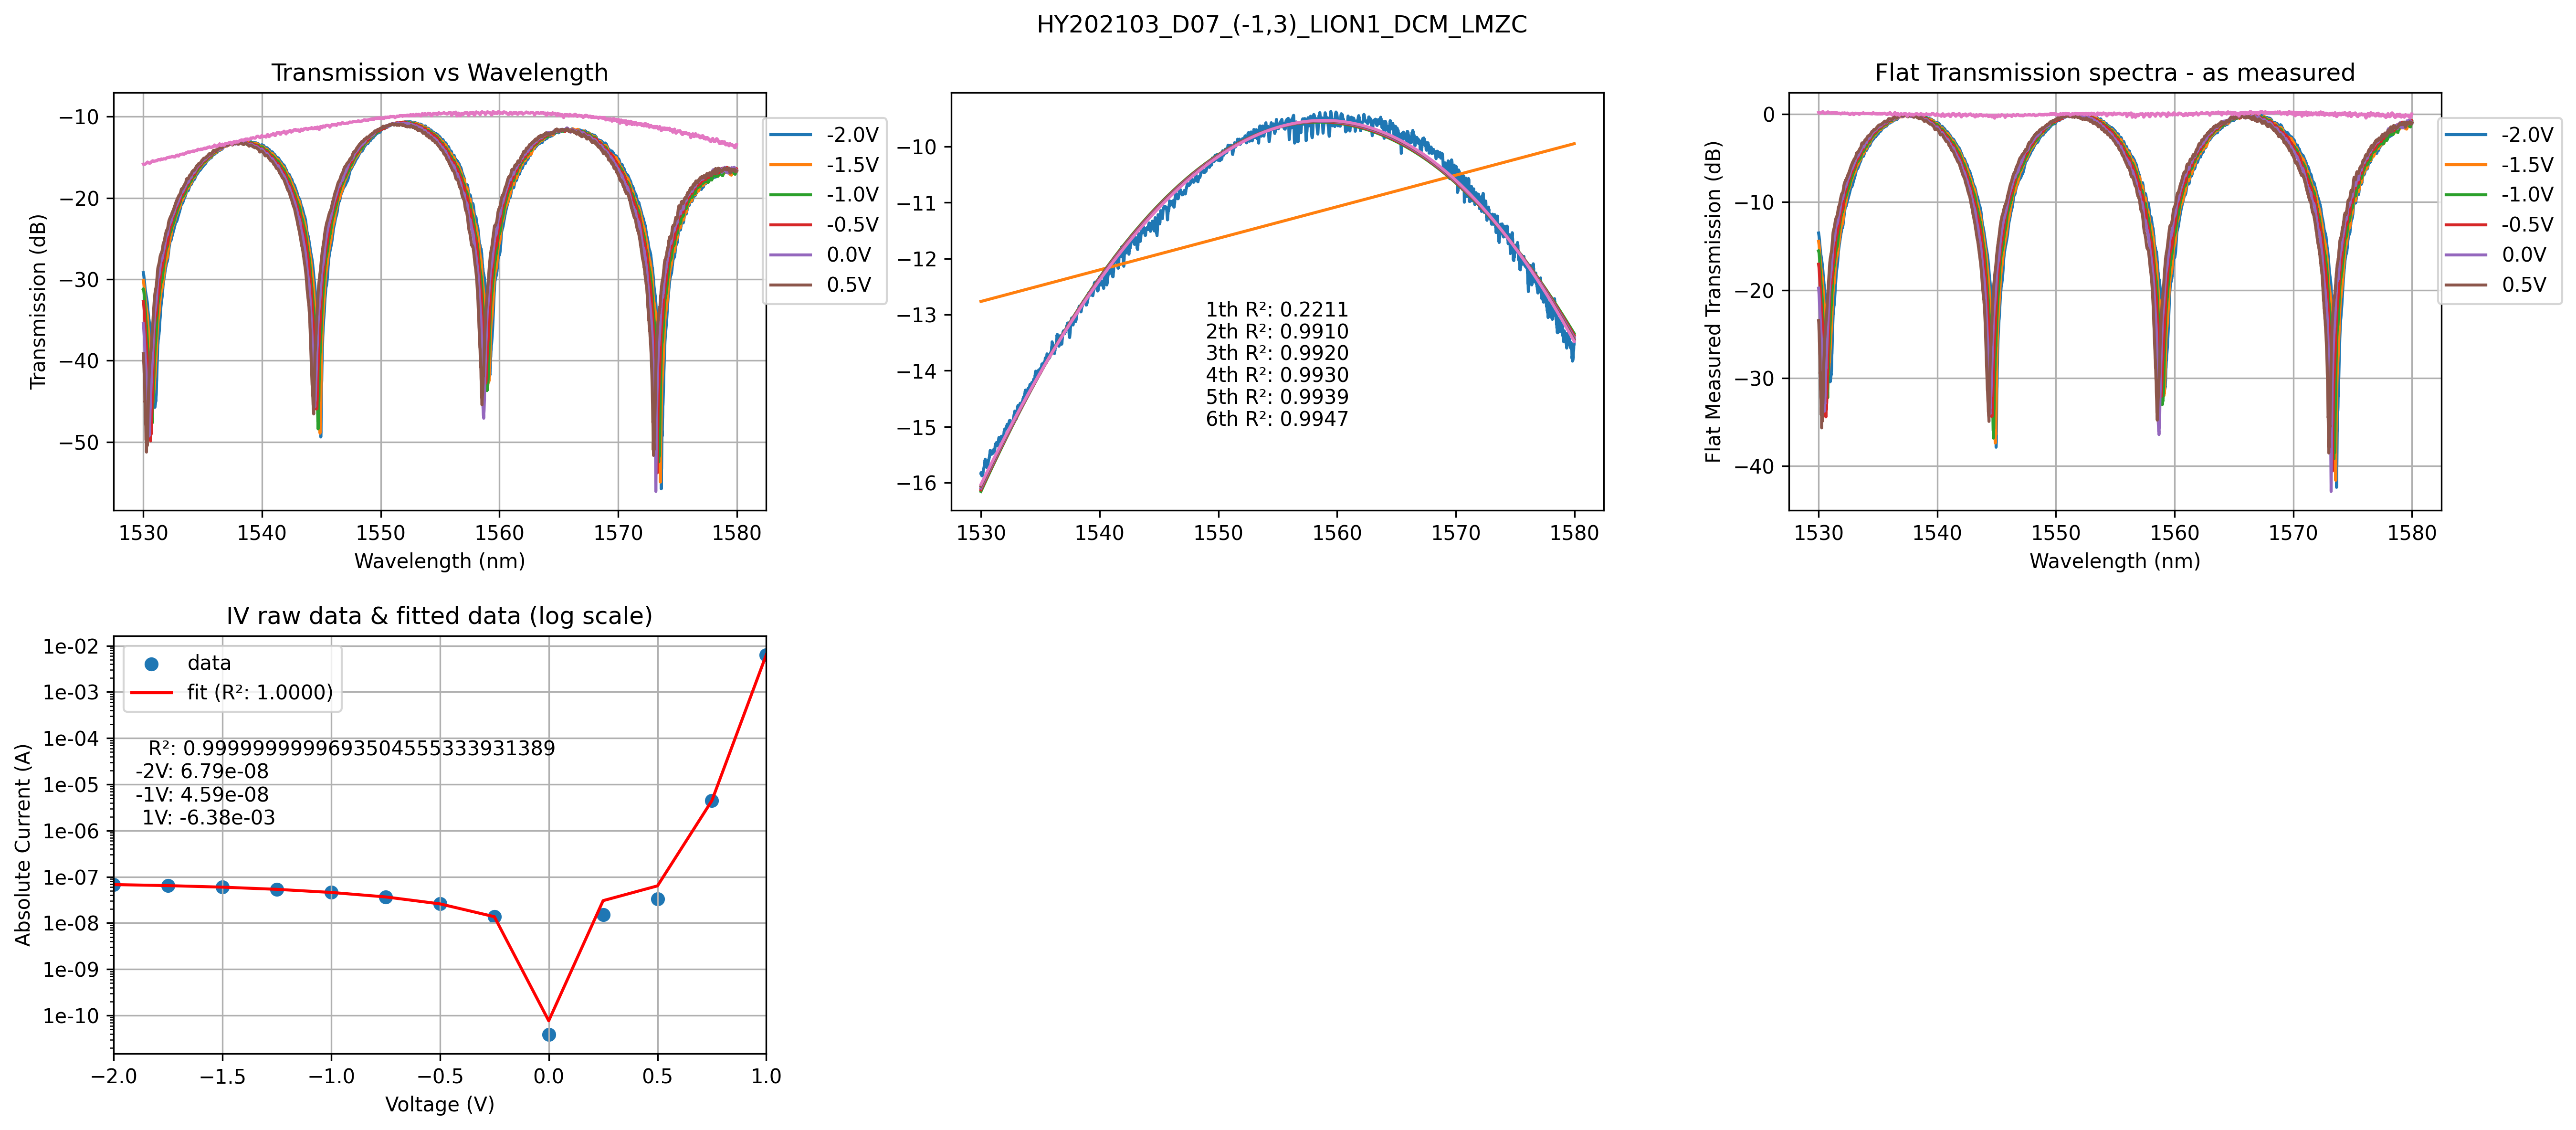 HY202103_D07_(-1,3)_LION1_DCM_LMZC
Transmission vs Wavelength
Transmission (dB)
−10
−20
−30
−40
−50
1530
1540
1550
1560
1570
1580
Wavelength (nm)
-2.0V
-1.5V
-1.0V
-0.5V
0.0V
0.5V
−10
−11
−12
−13
−14
−15
−16
1th R²: 0.2211
2th R²: 0.9910
3th R²: 0.9920
4th R²: 0.9930
5th R²: 0.9939
6th R²: 0.9947
1530
1540
1550
1560
1570
1580
Flat Transmission spectra - as measured
Flat Measured Transmission (dB)
0
−10
−20
−30
−40
1530
1540
1550
1560
1570
1580
Wavelength (nm)
-2.0V
-1.5V
-1.0V
-0.5V
0.0V
0.5V
IV raw data & fitted data (log scale)
Absolute Current (A)
1e-02
1e-03
1e-04
1e-05
1e-06
1e-07
1e-08
1e-09
1e-10
data
fit (R²: 1.0000)
R²: 0.9999999999693504555333931389
-2V: 6.79e-08
-1V: 4.59e-08
1V: -6.38e-03
−2.0
−1.5
−1.0
−0.5
0.0
0.5
1.0
Voltage (V)